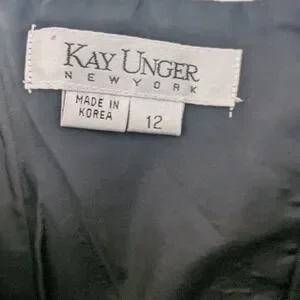 KAY UNGER
NEW YORK
MADE IN
KOREA
12